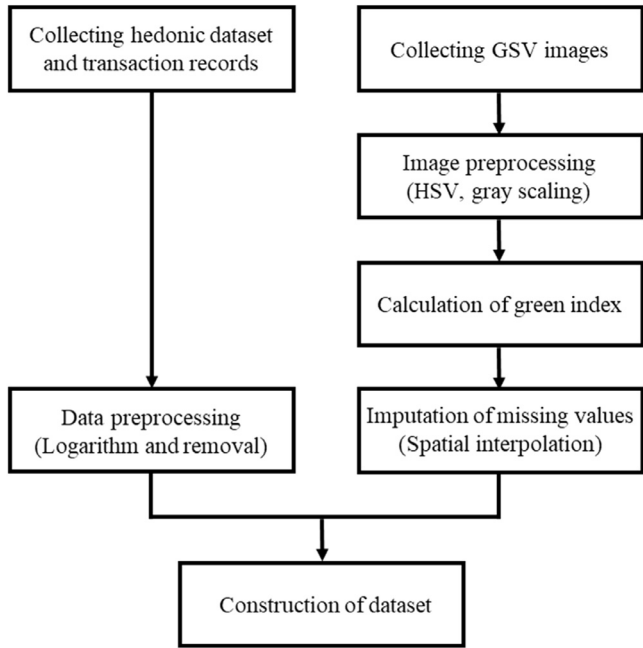 Collecting hedonic dataset
and transaction records
Collecting GSV images
Image preprocessing
(HSV, gray scaling)
Calculation of green index
Data preprocessing
(Logarithm and removal)
Imputation of missing values
(Spatial interpolation)
Construction of dataset